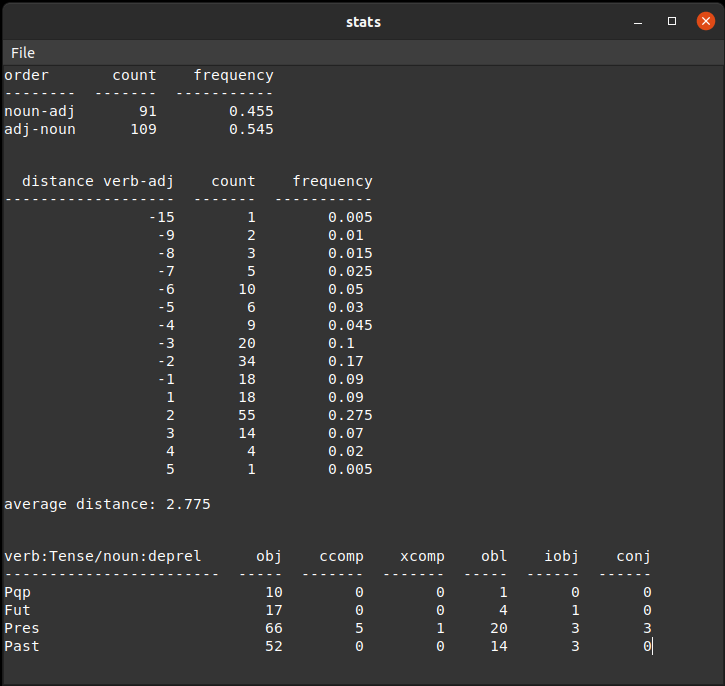 stats
File
order       count    frequency
--------  -------  -----------
noun-adj       91        0.455
adj-noun      109        0.545
  distance verb-adj    count    frequency
-------------------  -------  -----------
                -15        1        0.005
                 -9        2        0.01
                 -8        3        0.015
                 -7        5        0.025
                 -6       10        0.05
                 -5        6        0.03
                 -4        9        0.045
                 -3       20        0.1
                 -2       34        0.17
                 -1       18        0.09
                  1       18        0.09
                  2       55        0.275
                  3       14        0.07
                  4        4        0.02
                  5        1        0.005
average distance: 2.775
verb:Tense/noun:deprel      obj    ccomp    xcomp    obl    iobj    conj
------------------------  -----  -------  -------  -----  ------  ------
Pqp                          10        0        0      1       0       0
Fut                          17        0        0      4       1       0
Pres                         66        5        1     20       3       3
Past                         52        0        0     14       3       0